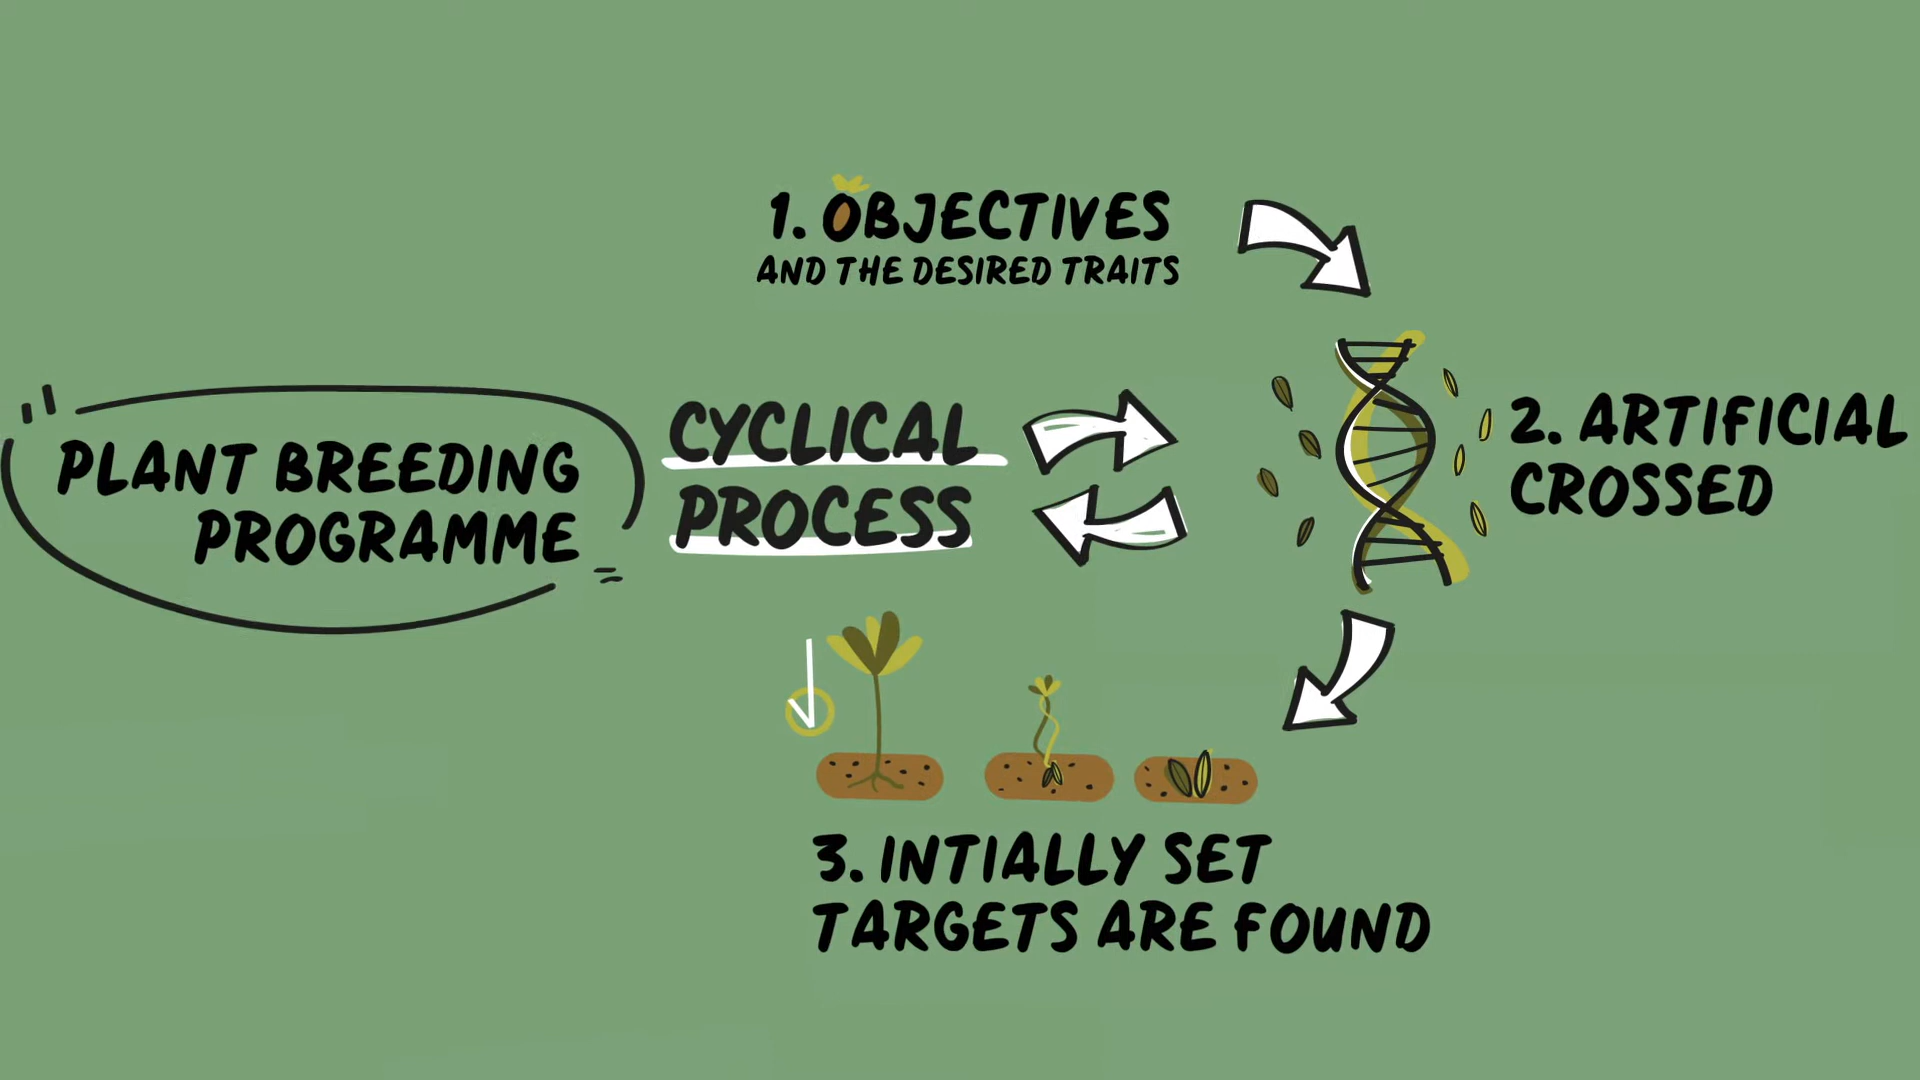 1. OBJECTIVES
AND THE DESIRED TRAITS
PLANT BREEDING
PROGRAMME
CYCLICAL
PROCESS
2. ARTIFICIAL
CROSSED
3. INTIALLY SET
TARGETS ARE FOUND